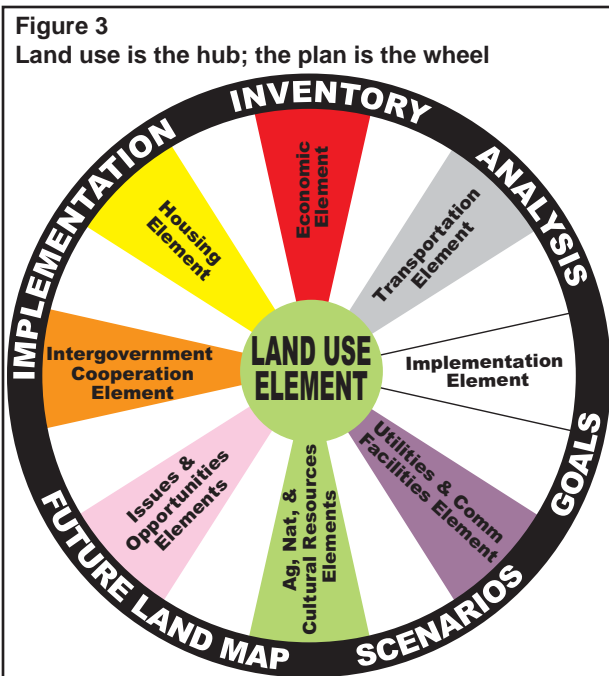 Figure 3
Land use is the hub; the plan is the wheel
INVENTORY
ANALYSIS
GOALS
SCENARIOS
FUTURE LAND MAP
IMPLEMENTATION
Economic
Element
Transportation
Element
Implementation
Element
Utilities & Comm
Facilities Element
Ag, Nat, &
Cultural Resources
Elements
Issues &
Opportunities
Elements
Intergovernment
Cooperation
Element
Housing
Element
LAND USE
ELEMENT